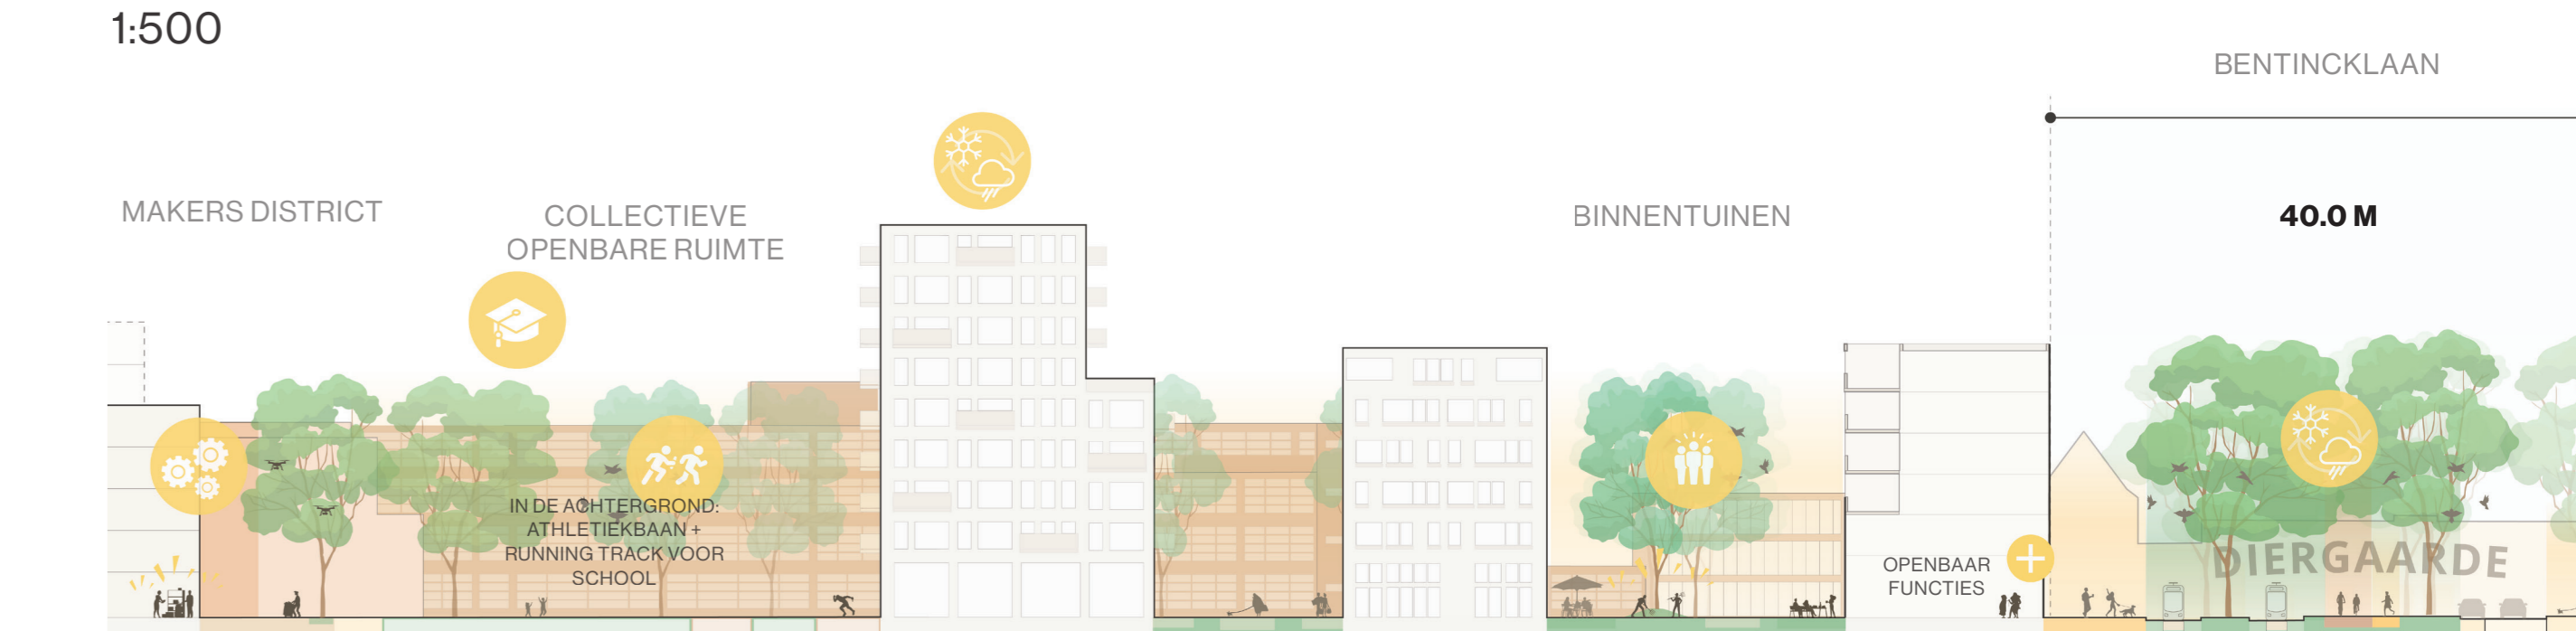 1:500
BENTINCKLAAN
MAKERS DISTRICT
COLLECTIEVE
OPENBARE RUIMTE
BINNENTUINEN
40.0 M
IN DE ACHTERGROND:
ATHLETIEKBAAN +
RUNNING TRACK VOOR
SCHOOL
OPENBAAR
FUNCTIES
DIERGAARDE